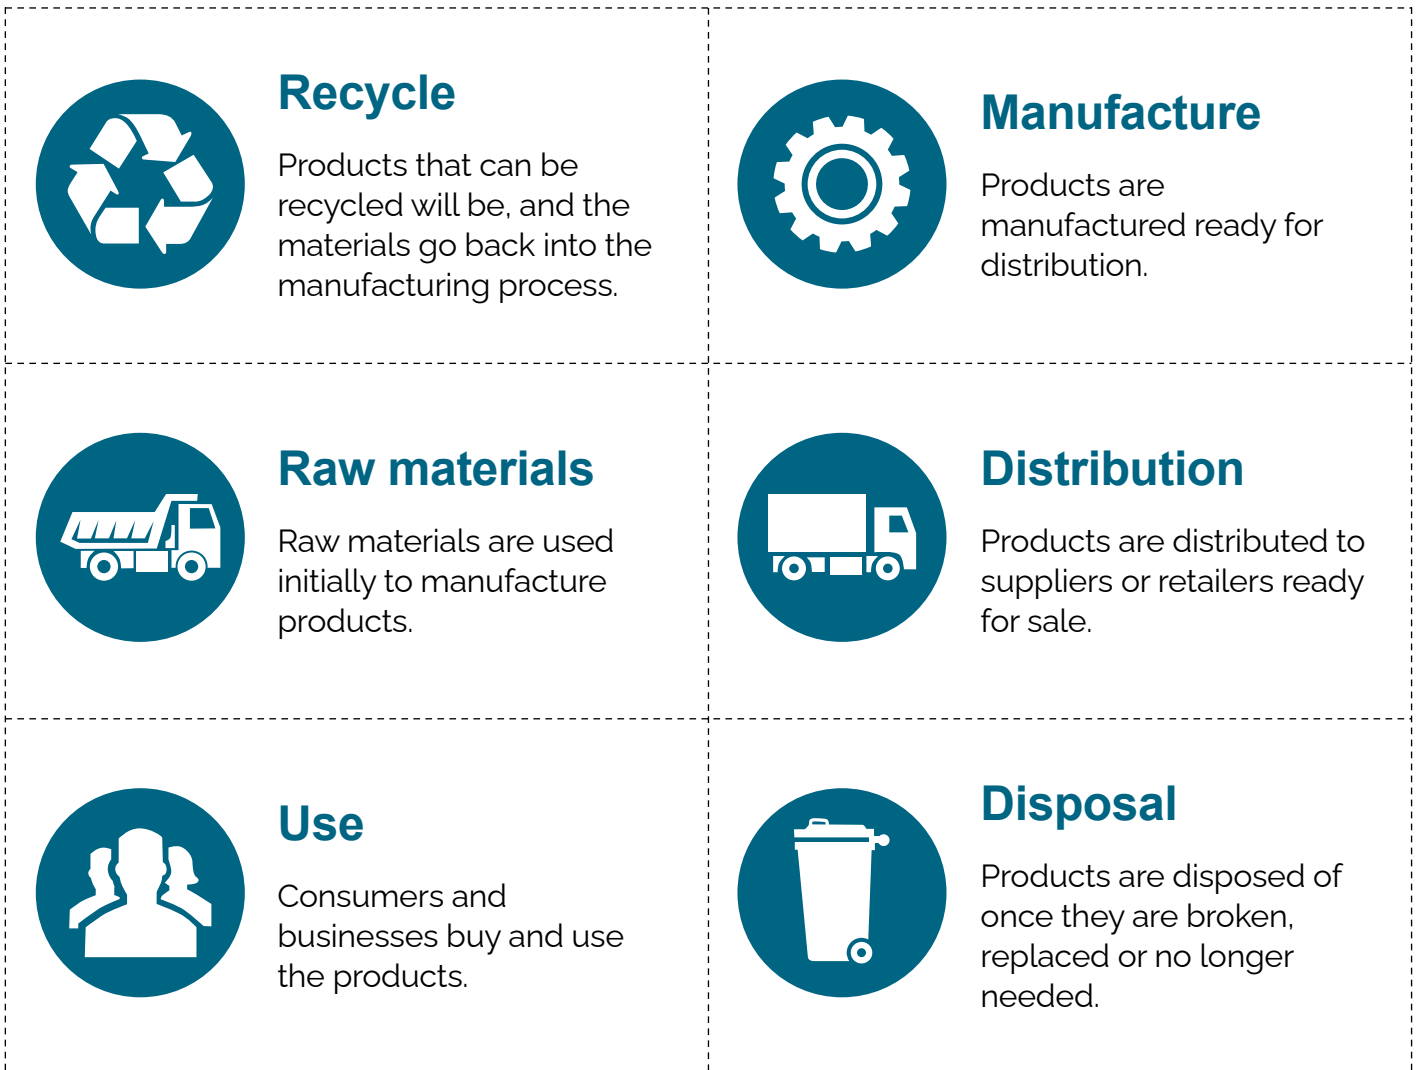 Recycle
Products that can be
recycled will be, and the
materials go back into the
manufacturing process.
Manufacture
Products are
manufactured ready for
distribution.
Raw materials
Raw materials are used
initially to manufacture
products.
Distribution
Products are distributed to
suppliers or retailers ready
for sale.
Use
Consumers and
businesses buy and use
the products.
Disposal
Products are disposed of
once they are broken,
replaced or no longer
needed.